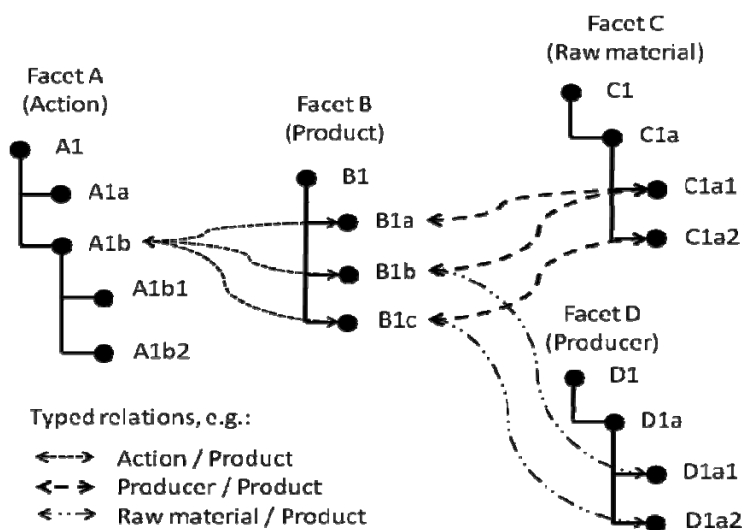 Facet A
(Action)
A1
A1a
A1b
A1b1
A1b2
Facet B
(Product)
B1
B1a
B1b
B1c
Facet C
(Raw material)
C1
C1a
C1a1
C1a2
Facet D
(Producer)
D1
D1a
D1a1
D1a2
Typed relations, e.g.:
Action / Product
Producer / Product
Raw material / Product